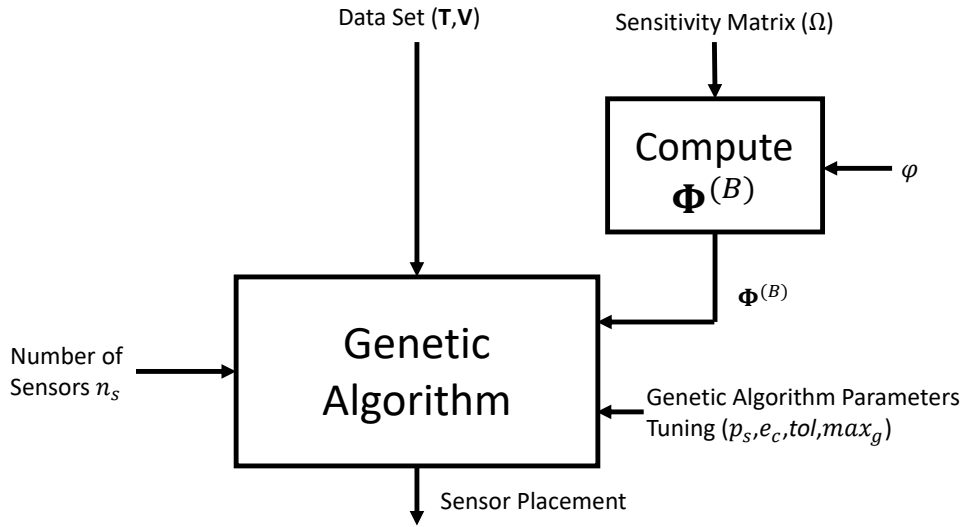 Data Set (T,V)
Sensitivity Matrix (Ω)
Compute
Φ^(B)
φ
Φ^(B)
Genetic
Algorithm
Number of
Sensors n_s
Genetic Algorithm Parameters
Tuning (p_s,e_c,tol,max_g)
Sensor Placement